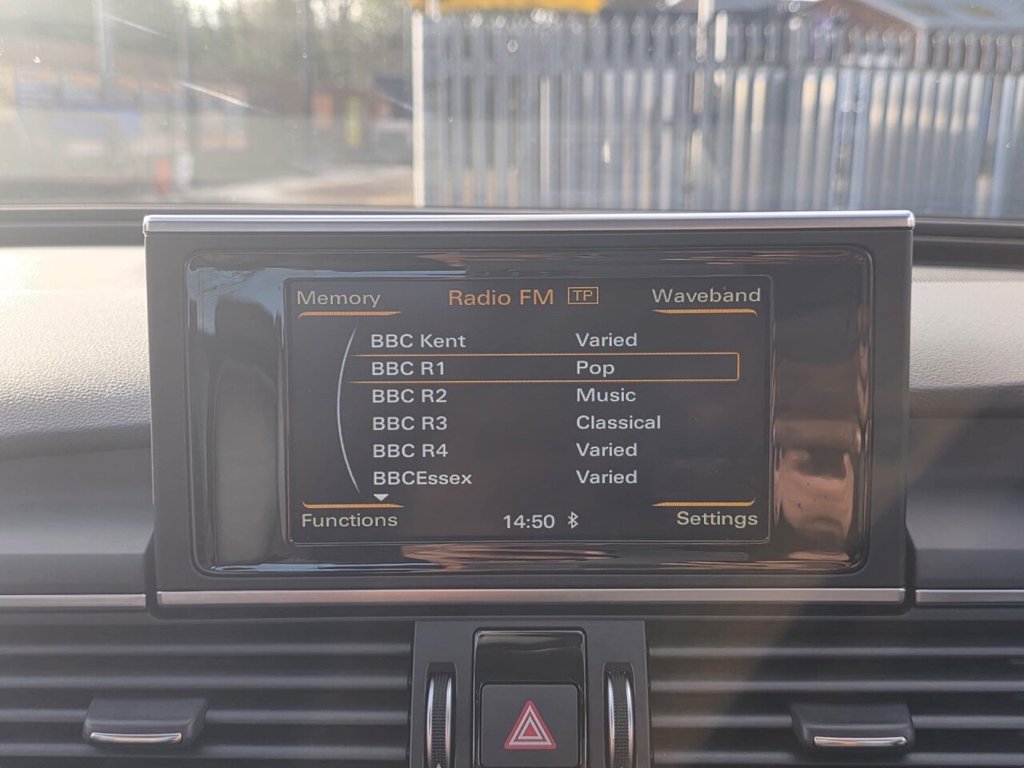 Memory Radio FM TP Waveband
BBC Kent Varied
BBC R1 Pop
BBC R2 Music
BBC R3 Classical
BBC R4 Varied
BBCEssex Varied
Functions 14:50 Settings